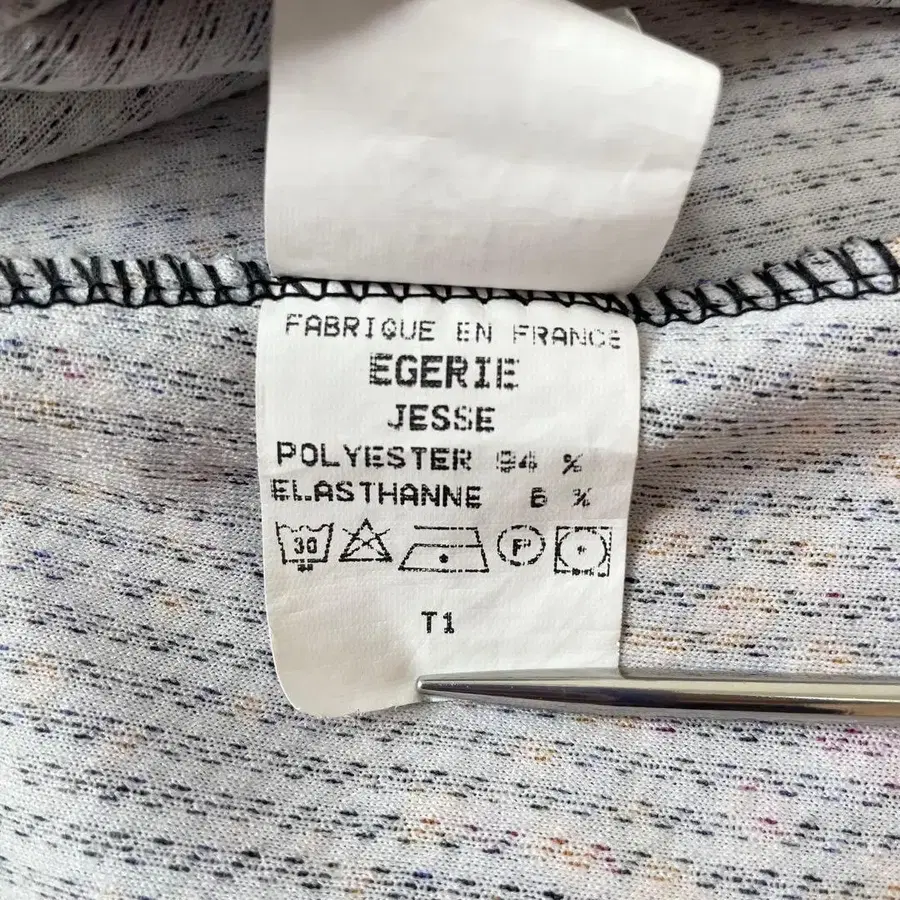 FABRIQUE EN FRANCE
EGERIE
JESSE
POLYESTER 94 %
ELASTHANNE 6 %
30 F
T1